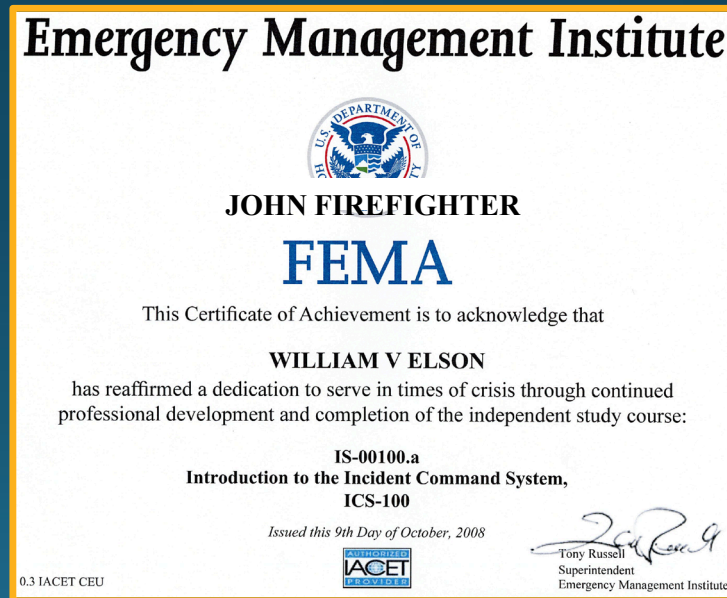 Emergency Management Institute
U.S. DEPARTMENT OF
JOHN FIREFIGHTER
FEMA
This Certificate of Achievement is to acknowledge that
WILLIAM V ELSON
has reaffirmed a dedication to serve in times of crisis through continued
professional development and completion of the independent study course:
IS-00100.a
Introduction to the Incident Command System,
ICS-100
Issued this 9th Day of October, 2008
Tony Russell
Superintendent
Emergency Management Institute
0.3 IACET CEU
AUTHORIZED
IACET
PROVIDER